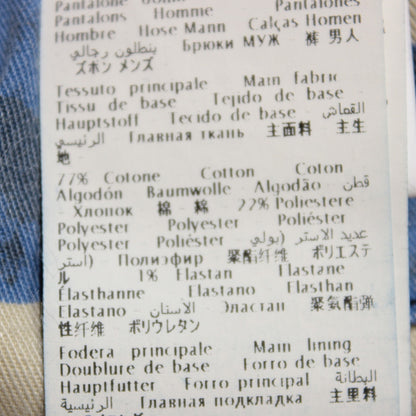 Pantalons Homme Pantalones
Hombre Hose Mann Calças Homen
بنطلون رجالي Брюки МУЖ 裤 男人
ズボン メンズ
Tessuto principale Main fabric
Tissu de base Tejido de base
Hauptstoff Tecido de base القماش
الرئيسي Главная ткань 主面料 主生
地
77% Cotone Cotton Coton
Algodón Baumwolle Algodão قطن
Хлопок 棉 綿 22% Poliestere
Polyester Polyester Poliéster
Polyester Poliéster عديد الاستر (بولي
أستر) Полиэфир 聚酯纤维 ポリエステ
ル 1% Elastan Elastane
Élasthanne Elastano Elasthan
Elastano الأستان Эластан 聚氨酯弹
性纤维 ポリウレタン
Fodera principale Main lining
Doublure de base Forro de base
Hauptfutter Forro principal البطانة
الرئيسية Главная подкладка 主里料